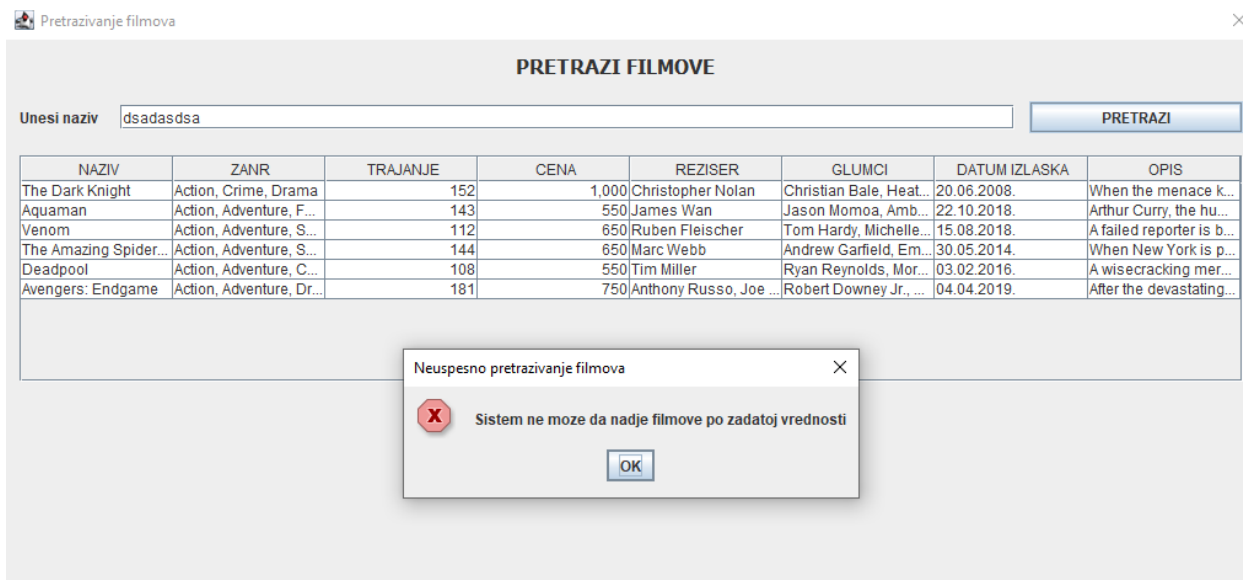 Pretrazivanje filmova
PRETRAZI FILMOVE
Unesi naziv dsadasdsa PRETRAZI
NAZIV ZANR TRAJANJE CENA REZISER GLUMCI DATUM IZLASKA OPIS
The Dark Knight Action, Crime, Drama 152 1,000 Christopher Nolan Christian Bale, Heat... 20.06.2008. When the menace k...
Aquaman Action, Adventure, F... 143 550 James Wan Jason Momoa, Amb... 22.10.2018. Arthur Curry, the hu...
Venom Action, Adventure, S... 112 650 Ruben Fleischer Tom Hardy, Michelle... 15.08.2018. A failed reporter is b...
The Amazing Spider... Action, Adventure, S... 144 650 Marc Webb Andrew Garfield, Em... 30.05.2014. When New York is p...
Deadpool Action, Adventure, C... 108 550 Tim Miller Ryan Reynolds, Mor... 03.02.2016. A wisecracking mer...
Avengers: Endgame Action, Adventure, Dr... 181 750 Anthony Russo, Joe ... Robert Downey Jr., ... 04.04.2019. After the devastating...
Neuspesno pretrazivanje filmova
Sistem ne moze da nadje filmove po zadatoj vrednosti
OK